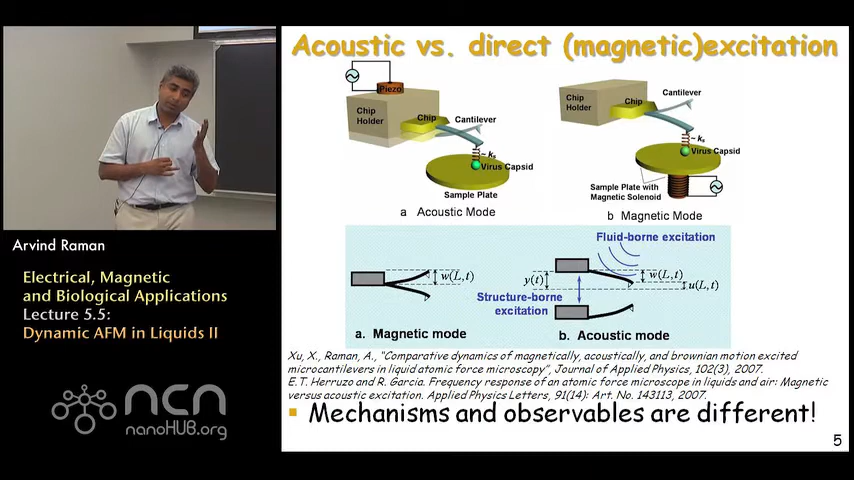 Acoustic vs. direct (magnetic)excitation
Piezo
Chip
Holder
Chip
Cantilever
~ kₛ
Virus Capsid
Sample Plate
a Acoustic Mode
Chip
Holder
Chip
Cantilever
~ kₛ
Virus Capsid
Sample Plate with
Magnetic Solenoid
b Magnetic Mode
w(L,t)
a. Magnetic mode
Fluid-borne excitation
y(t)
w(L,t)
u(L,t)
Structure-borne
excitation
b. Acoustic mode
Xu, X., Raman, A., "Comparative dynamics of magnetically, acoustically, and brownian motion excited
microcantilevers in liquid atomic force microscopy", Journal of Applied Physics, 102(3), 2007.
E. T. Herruzo and R. Garcia. Frequency response of an atomic force microscope in liquids and air: Magnetic
versus acoustic excitation. Applied Physics Letters, 91(14): Art. No. 143113, 2007.
Mechanisms and observables are different!
5
Arvind Raman
Electrical, Magnetic
and Biological Applications
Lecture 5.5:
Dynamic AFM in Liquids II
ncn
nanoHUB.org